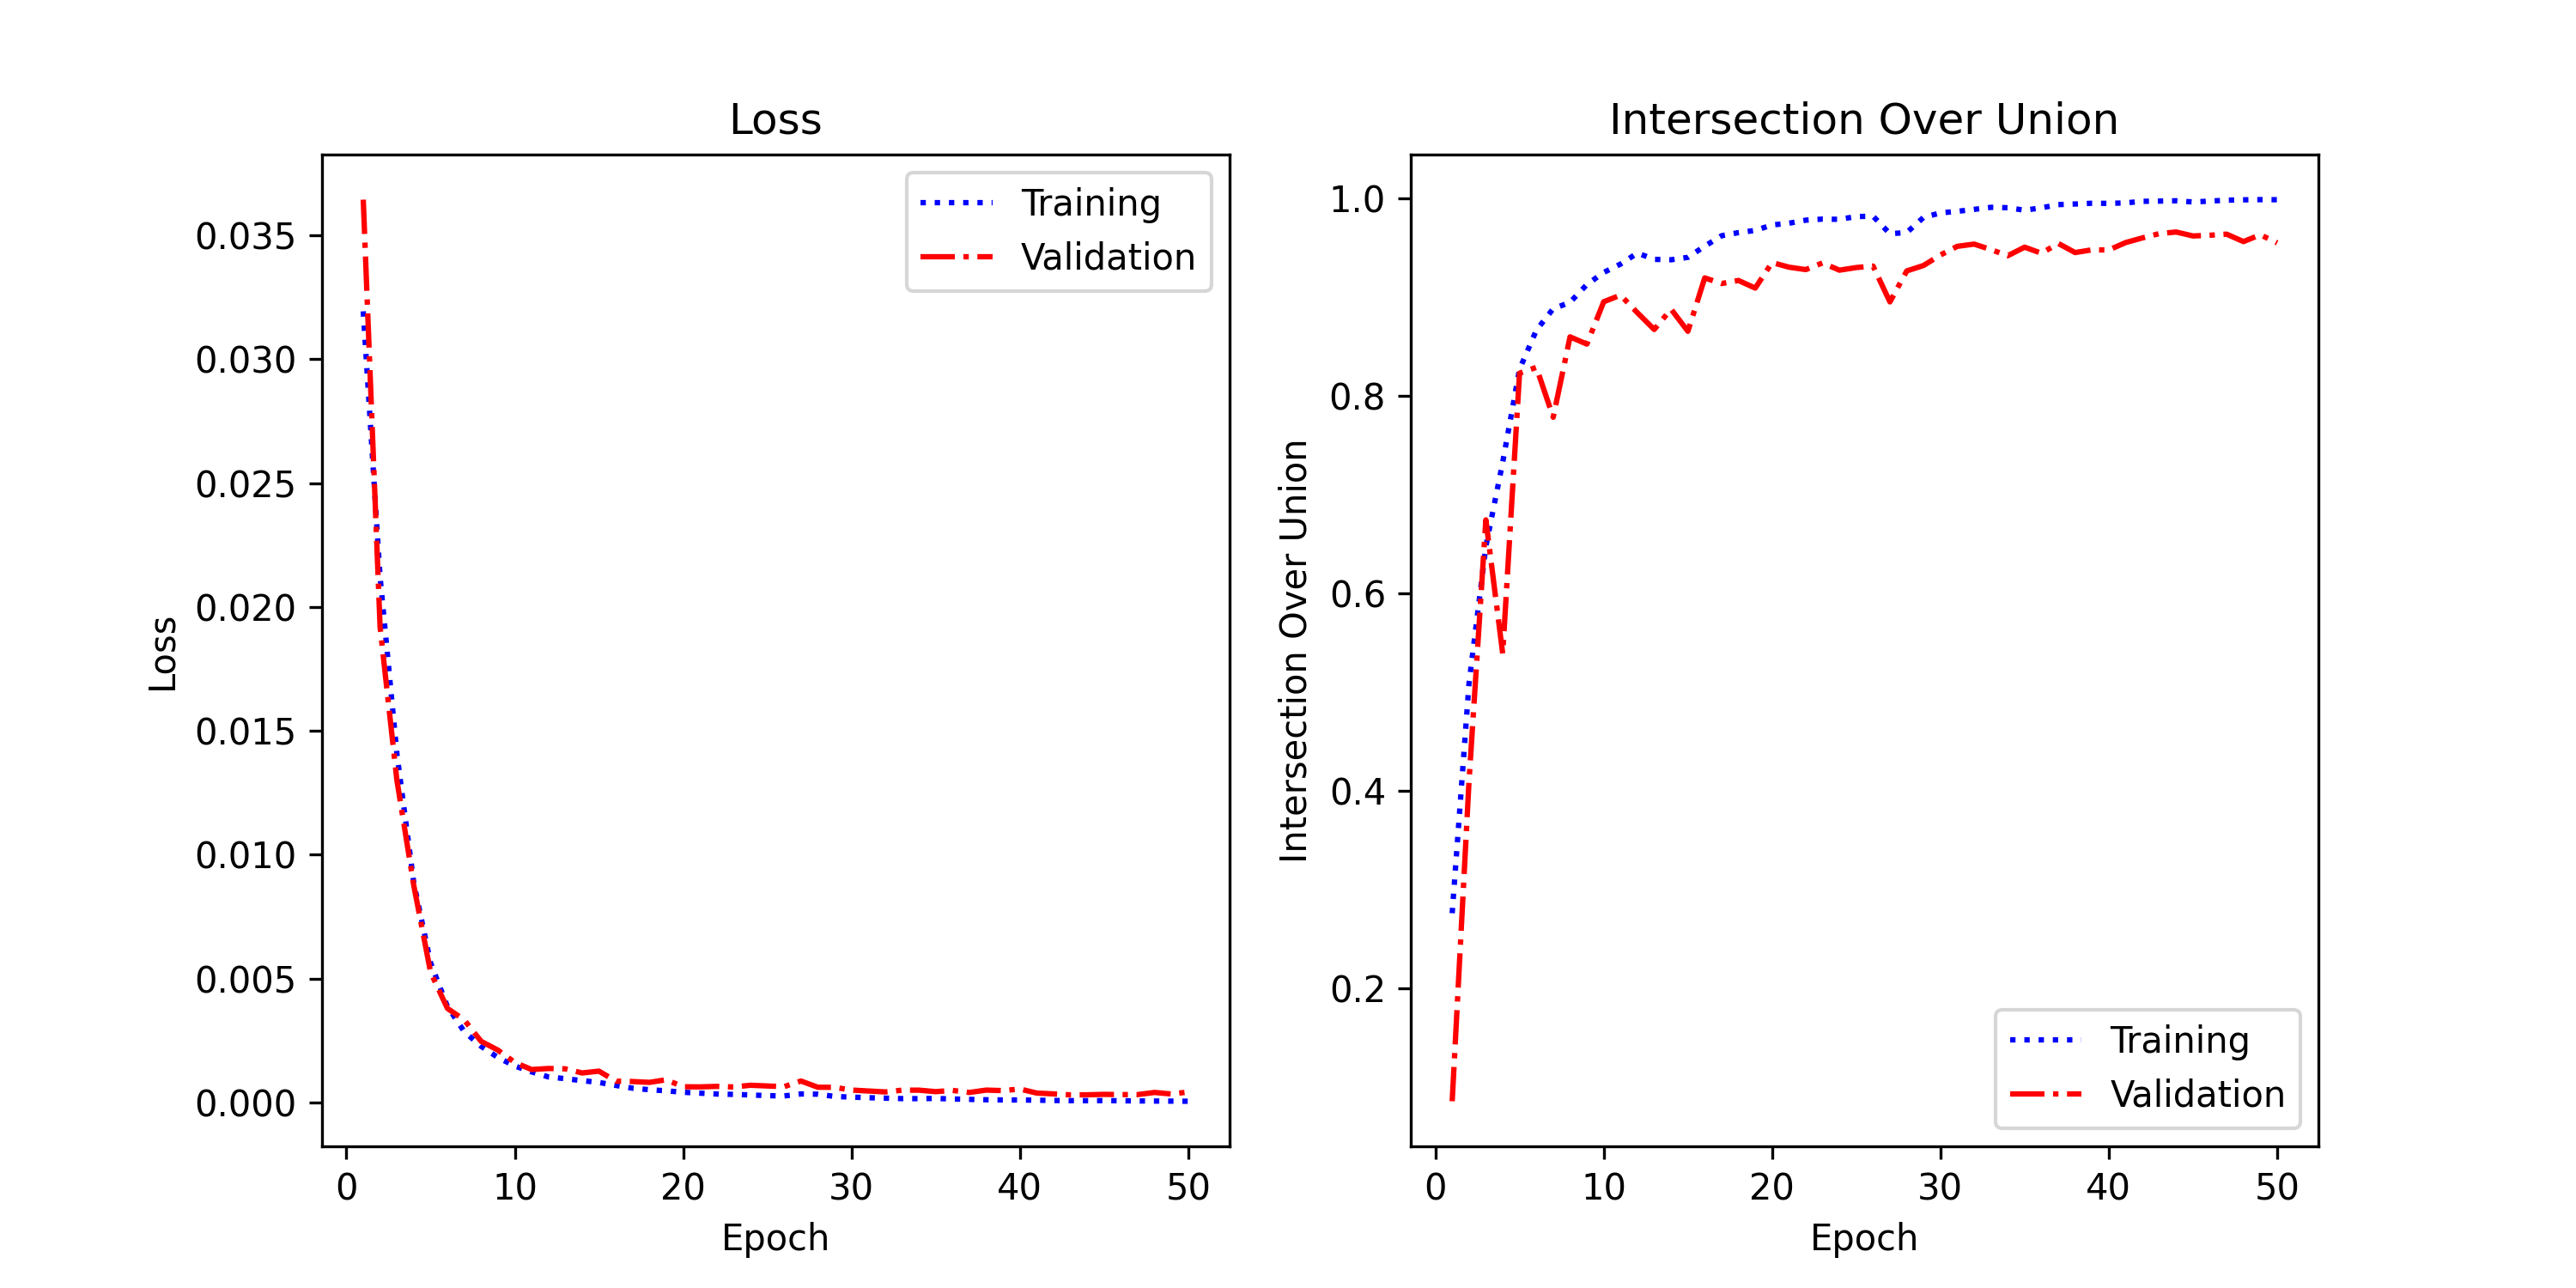 Loss
Training
Validation
0.035
0.030
0.025
0.020
0.015
0.010
0.005
0.000
Loss
0 10 20 30 40 50
Epoch
Intersection Over Union
1.0
0.8
0.6
0.4
0.2
Intersection Over Union
Training
Validation
0 10 20 30 40 50
Epoch